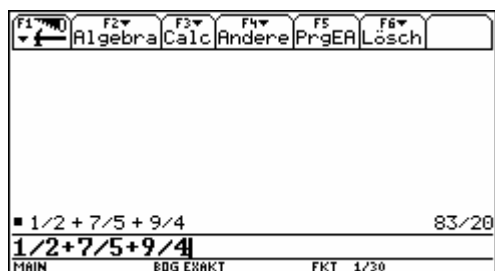 F1 F2 Algebra F3 Calc F4 Andere F5 PrgEA F6 Lösch
1/2 + 7/5 + 9/4 83/20
1/2+7/5+9/4
MAIN BOG EXAKT FKT 1/30